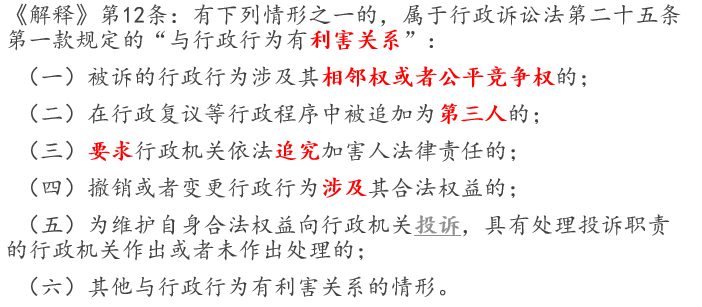 《解释》第12条：有下列情形之一的，属于行政诉讼法第二十五条
第一款规定的“与行政行为有利害关系”：
（一）被诉的行政行为涉及其相邻权或者公平竞争权的；
（二）在行政复议等行政程序中被追加为第三人的；
（三）要求行政机关依法追究加害人法律责任的；
（四）撤销或者变更行政行为涉及其合法权益的；
（五）为维护自身合法权益向行政机关投诉，具有处理投诉职责
的行政机关作出或者未作出处理的；
（六）其他与行政行为有利害关系的情形。